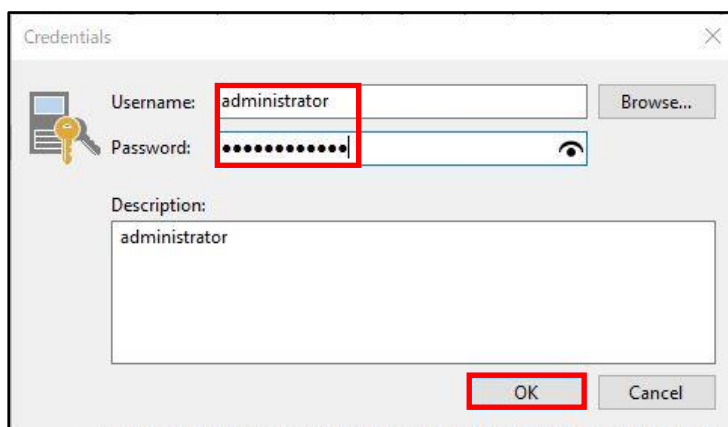 Credentials
Username: administrator Browse...
Password: ●●●●●●●●●●●●
Description:
administrator
OK Cancel